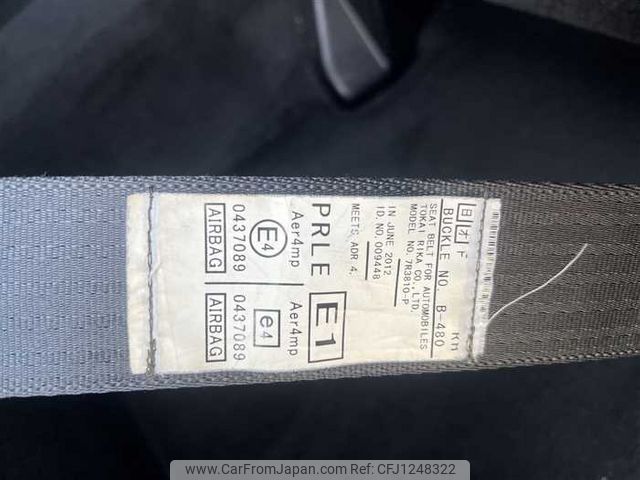 日オ F Kn
BUCKLE NO. B-480
SEAT BELT FOR AUTOMOBILES
TOKAI RIKA CO., LTD.
MODEL NO. 7R3810-P
IN JUNE 2012
ID. NO. 009448
MEETS. ADR 4.
PRLE E1
Aer4mp Aer4mp
E4 e4
0437089 0437089
AIRBAG AIRBAG
www.CarFromJapan.com - CFJ1248322